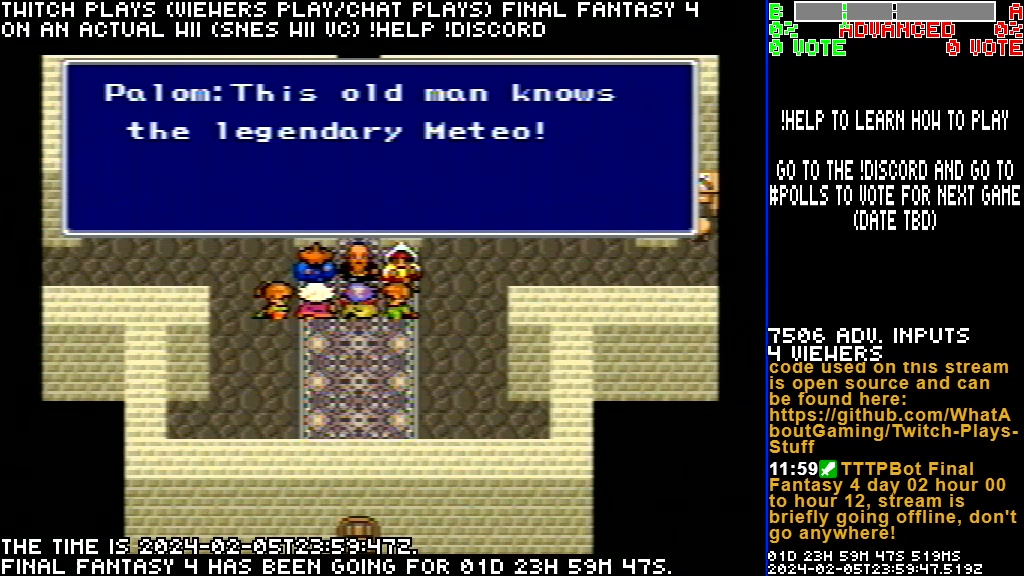 TWITCH PLAYS (VIEWERS PLAY/CHAT PLAYS) FINAL FANTASY 4
ON AN ACTUAL WII (SNES WII VC) !HELP !DISCORD
Palom:This old man knows
the legendary Meteo!
THE TIME IS 2024-02-05T23:59:47Z.
FINAL FANTASY 4 HAS BEEN GOING FOR 01D 23H 59M 47S.
B A
0% ADVANCED 0%
0 VOTE 0 VOTE
!HELP TO LEARN HOW TO PLAY
GO TO THE !DISCORD AND GO TO
#POLLS TO VOTE FOR NEXT GAME
(DATE TBD)
7506 ADV. INPUTS
4 VIEWERS
code used on this stream
is open source and can
be found here:
https://github.com/WhatA
boutGaming/Twitch-Plays-
Stuff
11:59 TTTPBot Final
Fantasy 4 day 02 hour 00
to hour 12, stream is
briefly going offline, don't
go anywhere!
01D 23H 59M 47S 519MS
2024-02-05T23:59:47.519Z